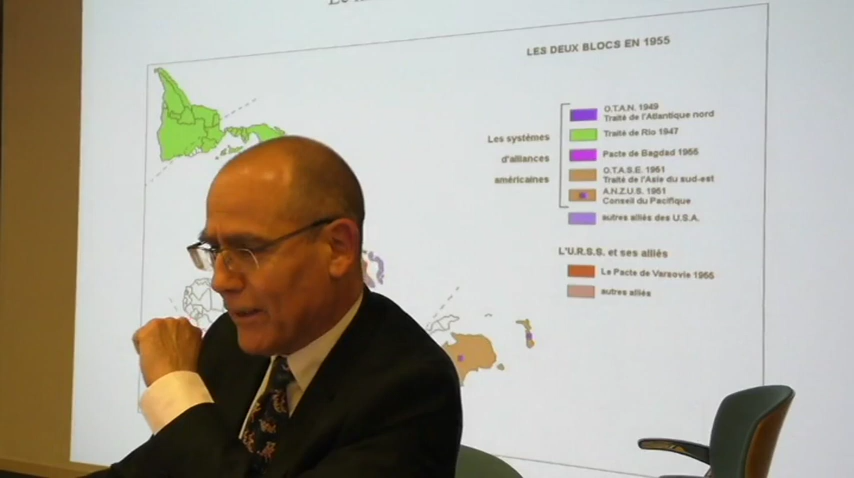 Le
LES DEUX BLOCS EN 1955
Les systèmes
d'alliances
américaines
O.T.A.N. 1949
Traité de l'Atlantique nord
Traité de Rio 1947
Pacte de Bagdad 1955
O.T.A.S.E.
Traité de l'Asie du sud-est
A.N.Z.U.S. 1951
Conseil du Pacifique
autres alliés des U.S.A.
L'U.R.S.S. et ses alliés
Le Pacte de Varsovie 1955
autres alliés